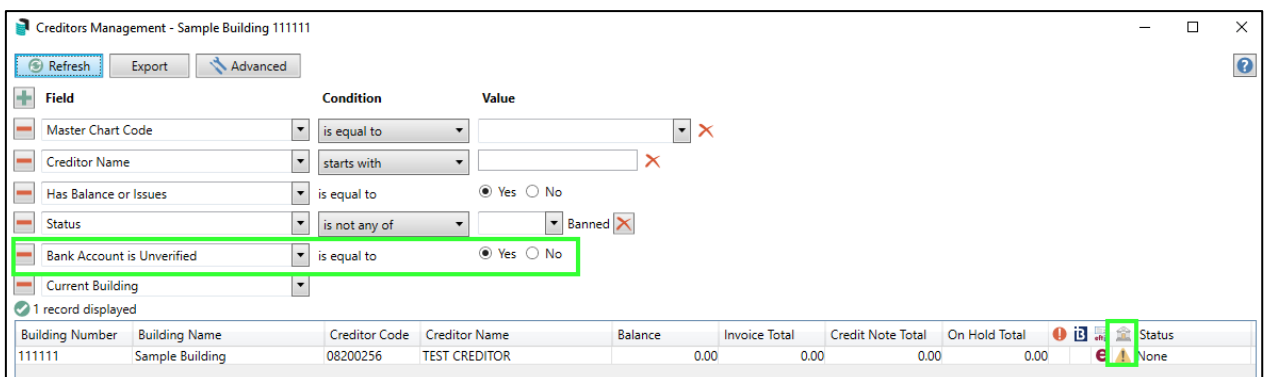 Creditors Management - Sample Building 111111
Refresh Export Advanced
Field Condition Value
Master Chart Code is equal to
Creditor Name starts with
Has Balance or Issues is equal to Yes No
Status is not any of Banned
Bank Account is Unverified is equal to Yes No
Current Building
1 record displayed
Building Number Building Name Creditor Code Creditor Name Balance Invoice Total Credit Note Total On Hold Total Status
111111 Sample Building 08200256 TEST CREDITOR 0.00 0.00 0.00 0.00 e None